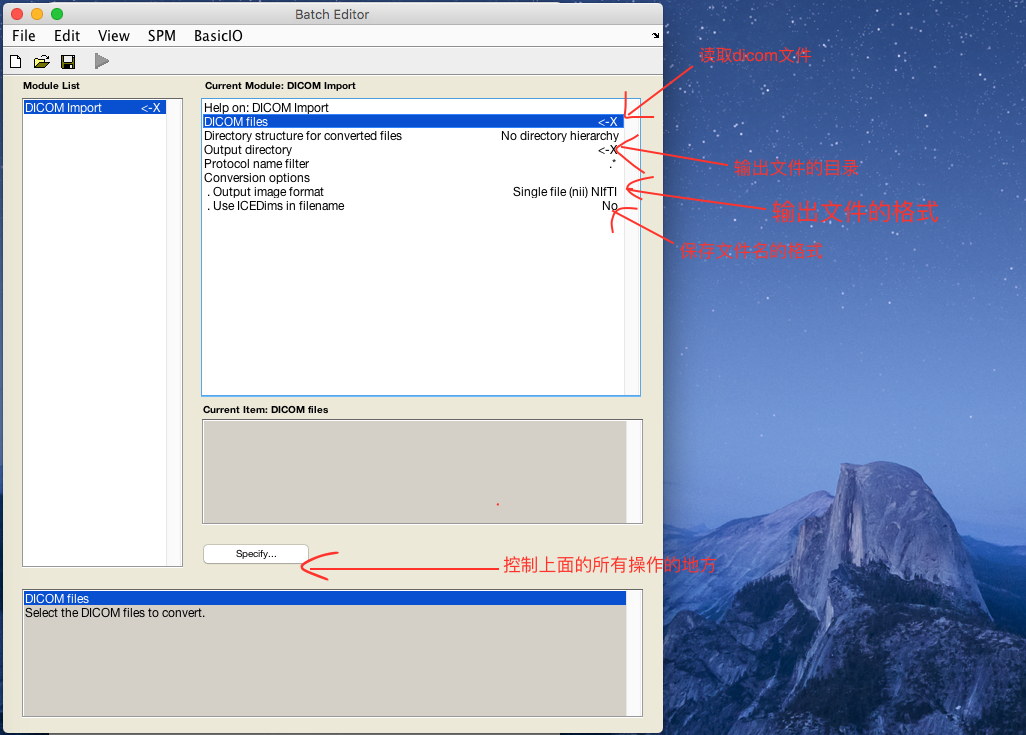 Batch Editor
File Edit View SPM BasicIO
Module List
DICOM Import <-X
Current Module: DICOM Import
Help on: DICOM Import
DICOM files <-X
Directory structure for converted files No directory hierarchy
Output directory <-X
Protocol name filter .*
Conversion options
. Output image format Single file (nii) NIfTI
. Use ICEDims in filename No
读取dicom文件
输出文件的目录
输出文件的格式
保存文件名的格式
Current Item: DICOM files
Specify...
控制上面的所有操作的地方
DICOM files
Select the DICOM files to convert.